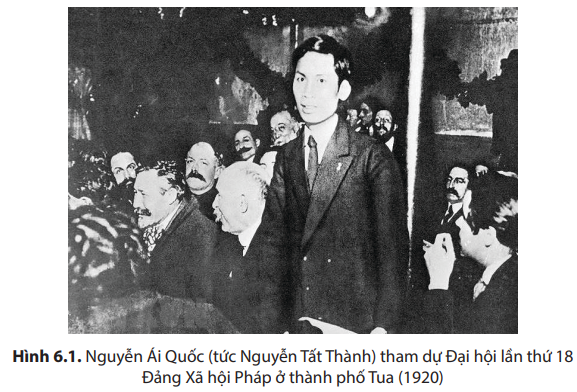 Hình 6.1. Nguyễn Ái Quốc (tức Nguyễn Tất Thành) tham dự Đại hội lần thứ 18
Đảng Xã hội Pháp ở thành phố Tua (1920)